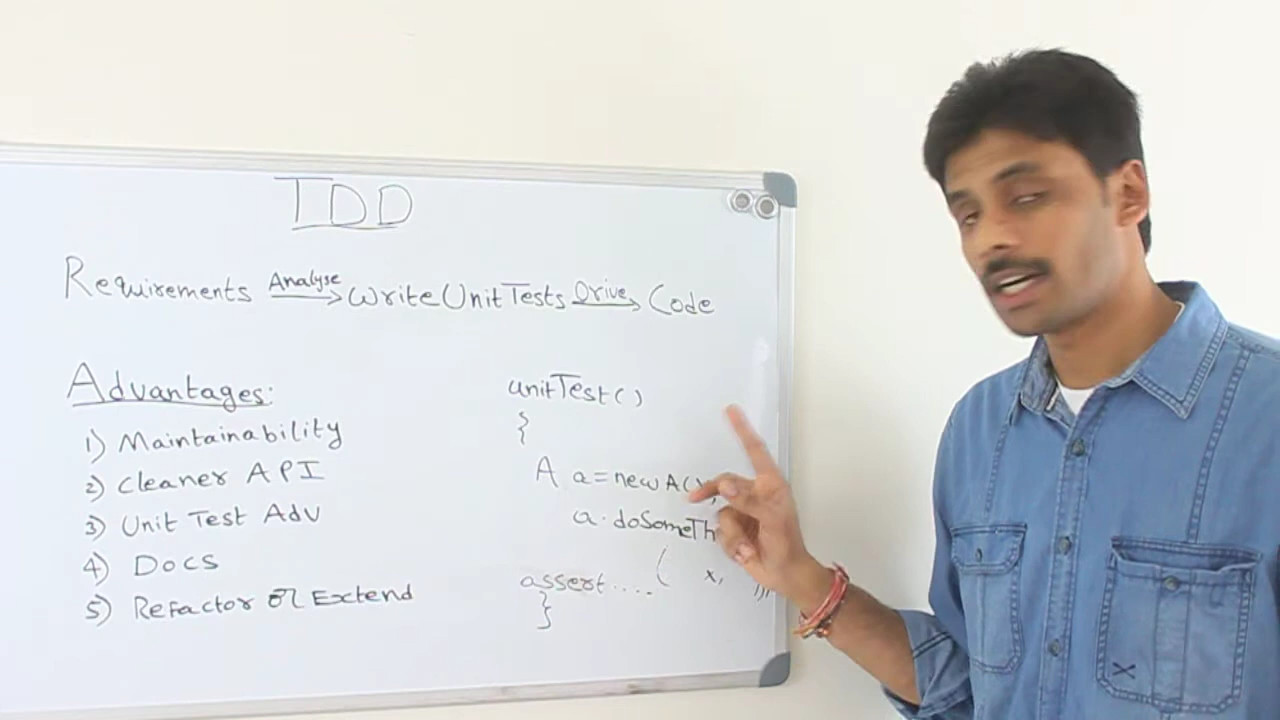 TDD
Requirements Analyse Write Unit Tests Drive Code
Advantages:
1) Maintainability
2) Cleaner API
3) Unit Test Adv
4) Docs
5) Refactor or Extend
unitTest()
{
A a = new A();
a.doSomeTh
( x, );
assert....
}